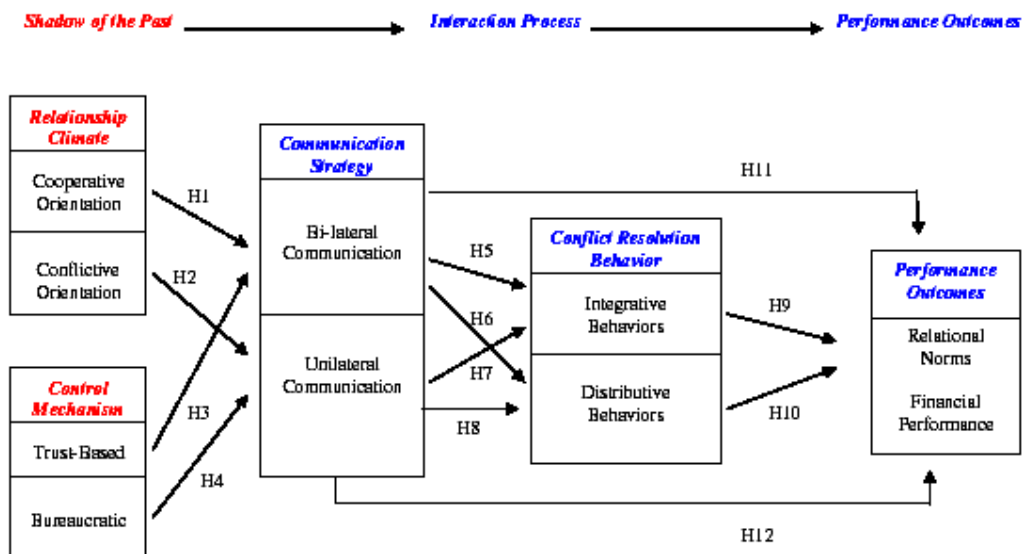 Shadow of the Past
Interaction Process
Performance Outcomes
Relationship
Climate
Cooperative
Orientation
Conflictive
Orientation
Control
Mechanism
Trust-Based
Bureaucratic
H1
H2
H3
H4
Communication
Strategy
Bi-lateral
Communication
Unilateral
Communication
H5
H6
H7
H8
Conflict Resolution
Behavior
Integrative
Behaviors
Distributive
Behaviors
H9
H10
H11
H12
Performance
Outcomes
Relational
Norms
Financial
Performance